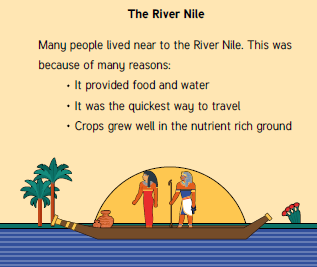 The River Nile
Many people lived near to the River Nile. This was
because of many reasons:
• It provided food and water
• It was the quickest way to travel
• Crops grew well in the nutrient rich ground